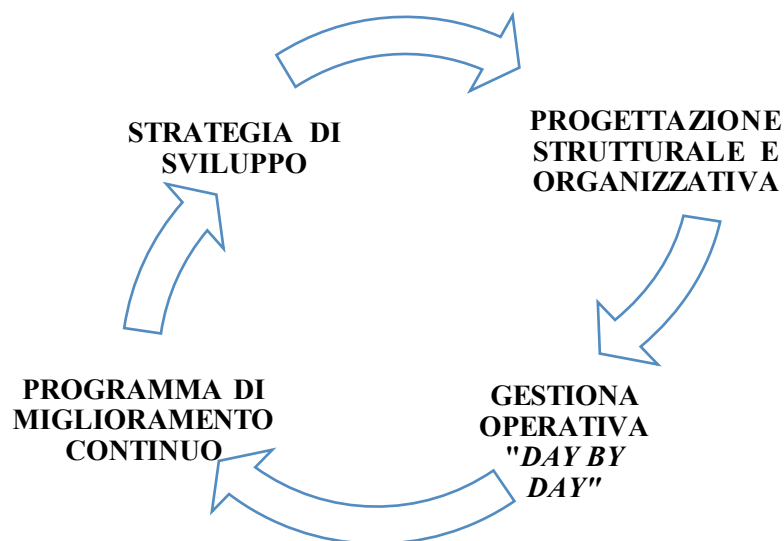 STRATEGIA DI
SVILUPPO
PROGETTAZIONE
STRUTTURALE E
ORGANIZZATIVA
GESTIONA
OPERATIVA
"DAY BY
DAY"
PROGRAMMA DI
MIGLIORAMENTO
CONTINUO